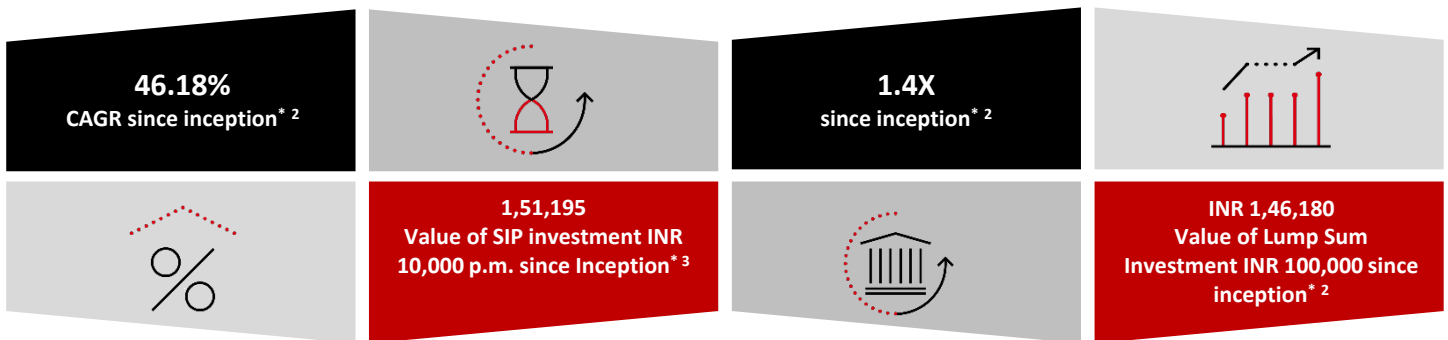 46.18%
CAGR since inception* 2
1.4X
since inception* 2
1,51,195
Value of SIP investment INR
10,000 p.m. since Inception* 3
INR 1,46,180
Value of Lump Sum
Investment INR 100,000 since
inception* 2